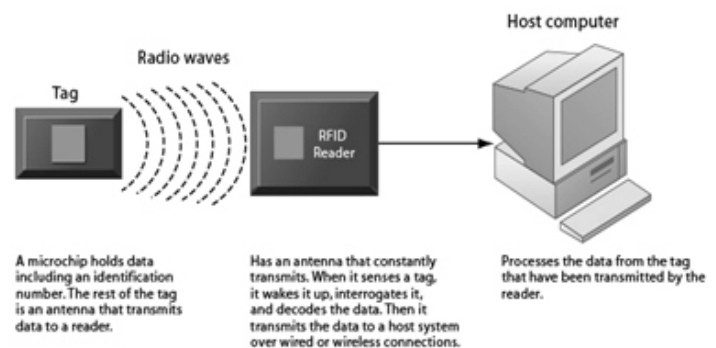 Host computer
Radio waves
Tag
RFID
Reader
A microchip holds data
including an identification
number. The rest of the tag
is an antenna that transmits
data to a reader.
Has an antenna that constantly
transmits. When it senses a tag,
it wakes it up, interrogates it,
and decodes the data. Then it
transmits the data to a host system
over wired or wireless connections.
Processes the data from the tag
that have been transmitted by the
reader.